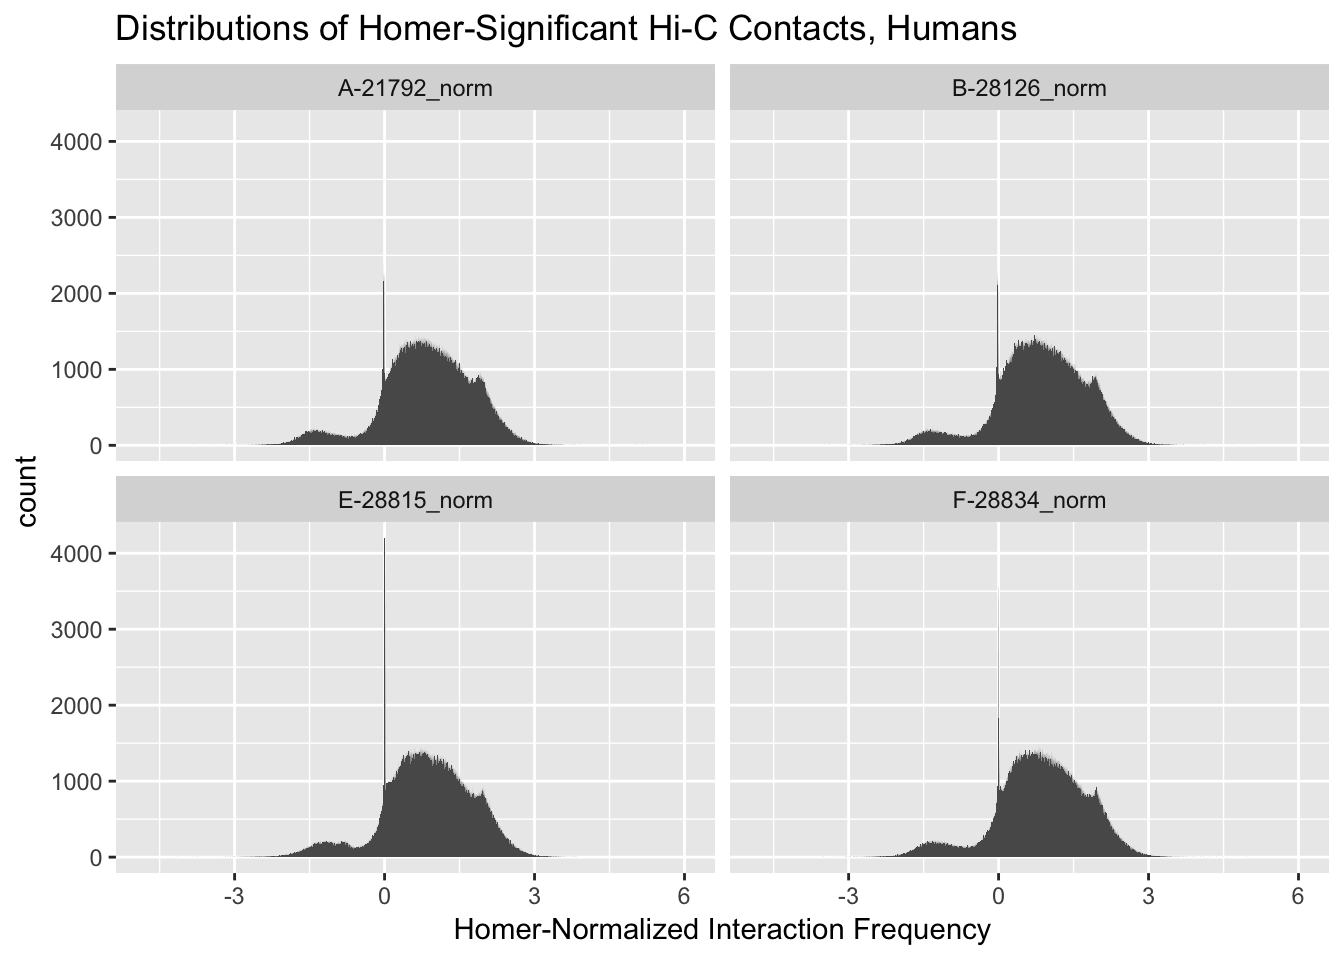 Distributions of Homer-Significant Hi-C Contacts, Humans
A-21792_norm
B-28126_norm
4000
3000
2000
1000
0
count
E-28815_norm
F-28834_norm
4000
3000
2000
1000
0
-3 0 3 6
-3 0 3 6
Homer-Normalized Interaction Frequency